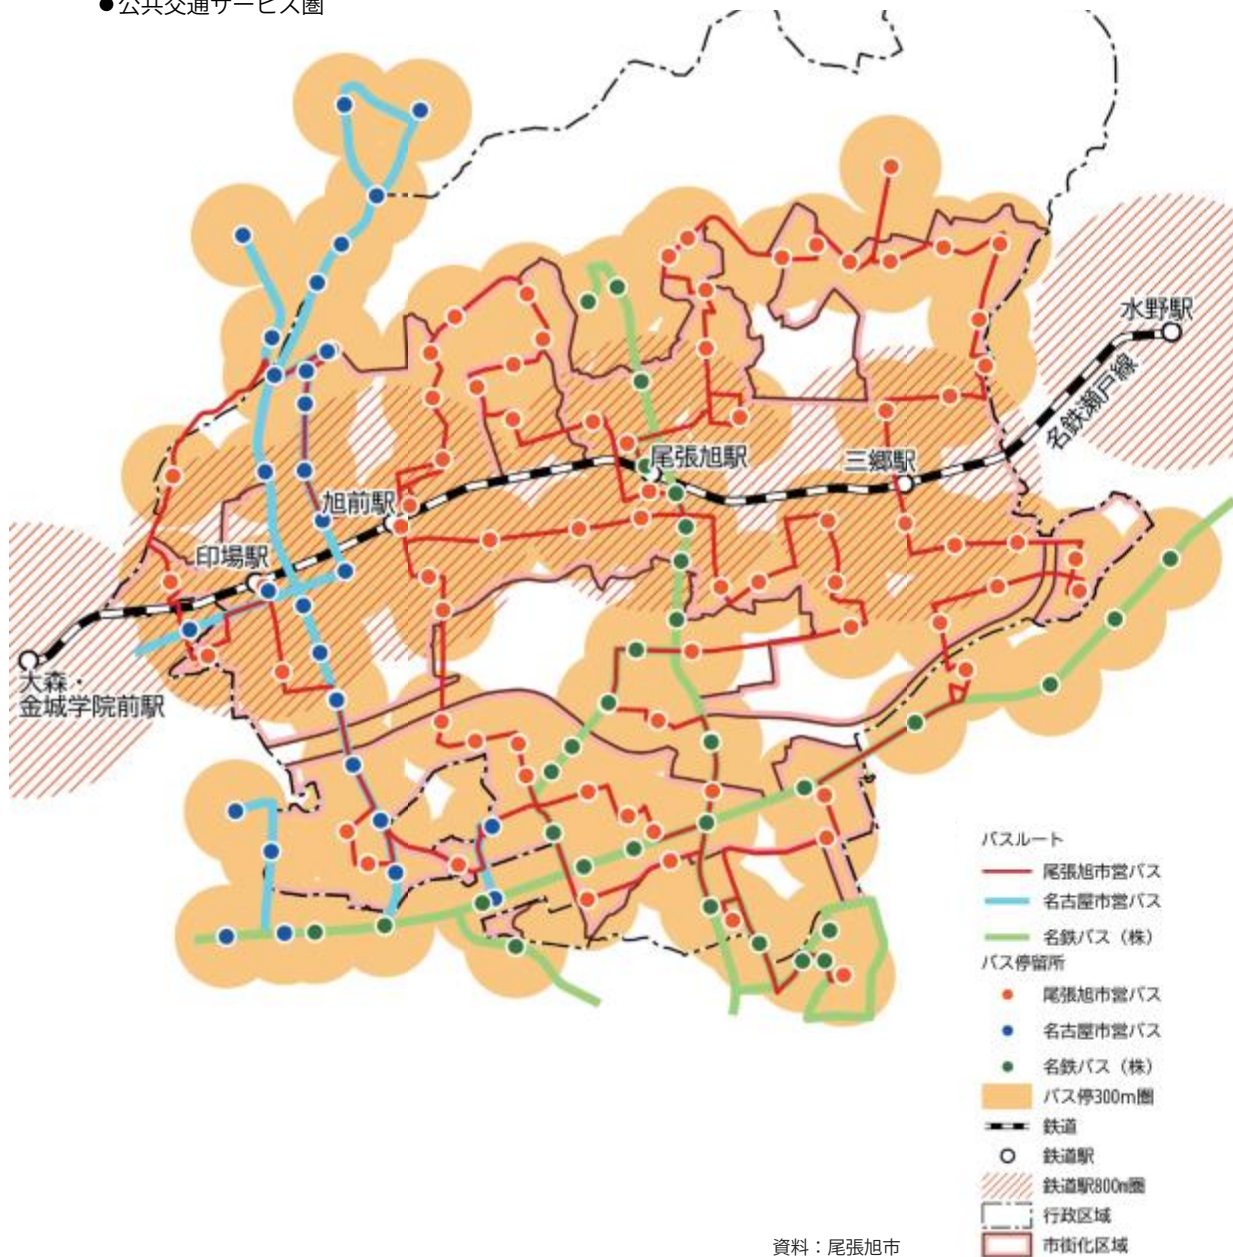 ●公共交通サービス圏
水野駅
名鉄瀬戸線
尾張旭駅
三郷駅
旭前駅
印場駅
大森・
金城学院前駅
バスルート
尾張旭市営バス
名古屋市営バス
名鉄バス（株）
バス停留所
尾張旭市営バス
名古屋市営バス
名鉄バス（株）
バス停300m圏
鉄道
鉄道駅
鉄道駅800m圏
行政区域
市街化区域
資料：尾張旭市